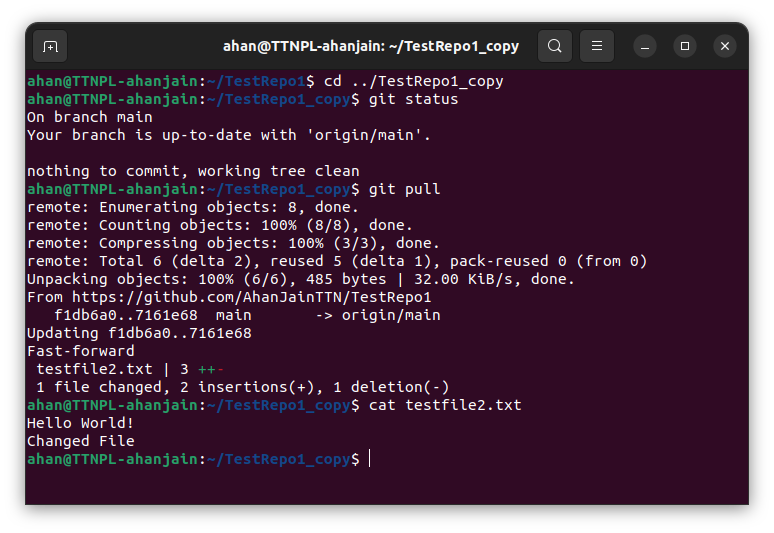 ahan@TTNPL-ahanjain: ~/TestRepo1_copy
ahan@TTNPL-ahanjain:~/TestRepo1$ cd ../TestRepo1_copy
ahan@TTNPL-ahanjain:~/TestRepo1_copy$ git status
On branch main
Your branch is up-to-date with 'origin/main'.

nothing to commit, working tree clean
ahan@TTNPL-ahanjain:~/TestRepo1_copy$ git pull
remote: Enumerating objects: 8, done.
remote: Counting objects: 100% (8/8), done.
remote: Compressing objects: 100% (3/3), done.
remote: Total 6 (delta 2), reused 5 (delta 1), pack-reused 0 (from 0)
Unpacking objects: 100% (6/6), 485 bytes | 32.00 KiB/s, done.
From https://github.com/AhanJainTTN/TestRepo1
   f1db6a0..7161e68  main       -> origin/main
Updating f1db6a0..7161e68
Fast-forward
 testfile2.txt | 3 ++-
 1 file changed, 2 insertions(+), 1 deletion(-)
ahan@TTNPL-ahanjain:~/TestRepo1_copy$ cat testfile2.txt
Hello World!
Changed File
ahan@TTNPL-ahanjain:~/TestRepo1_copy$